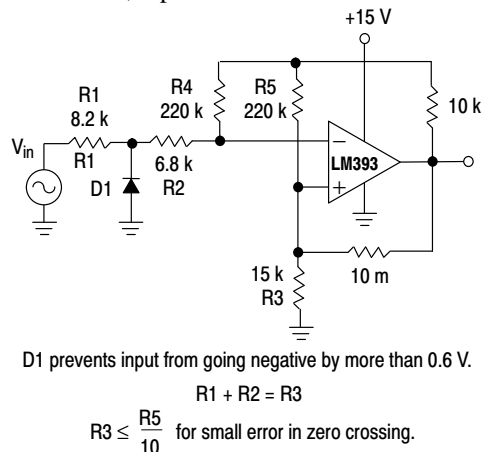 +15 V
R4
220 k
R5
220 k
10 k
R1
8.2 k
Vin
R1
6.8 k
R2
D1
−
LM393
+
15 k
R3
10 m
D1 prevents input from going negative by more than 0.6 V.
R1 + R2 = R3
R3 ≤ R5/10 for small error in zero crossing.